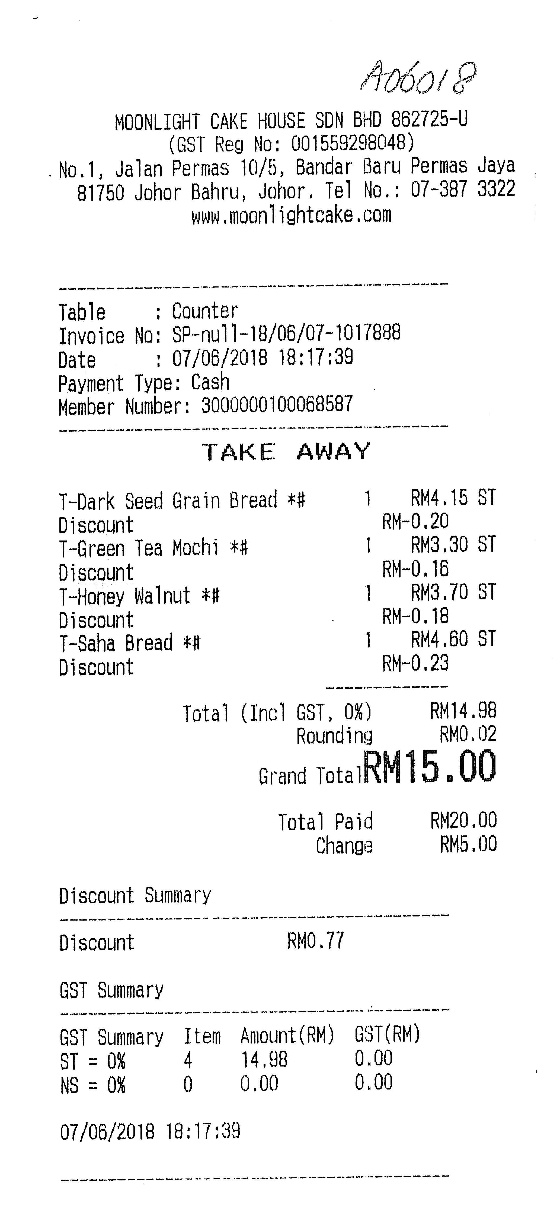 A06018
MOONLIGHT CAKE HOUSE SDN BHD 862725-U
(GST Reg No: 001559298048)
No.1, Jalan Permas 10/5, Bandar Baru Permas Jaya
81750 Johor Bahru, Johor. Tel No.: 07-387 3322
www.moonlightcake.com
Table : Counter
Invoice No: SP-null-18/06/07-1017888
Date : 07/06/2018 18:17:39
Payment Type: Cash
Member Number: 3000000100068587
TAKE AWAY
T-Dark Seed Grain Bread *# 1 RM4.15 ST
Discount RM-0.20
T-Green Tea Mochi *# 1 RM3.30 ST
Discount RM-0.16
T-Honey Walnut *# 1 RM3.70 ST
Discount RM-0.18
T-Saha Bread *# 1 RM4.60 ST
Discount RM-0.23
Total (Incl GST, 0%) RM14.98
Rounding RM0.02
Grand Total RM15.00
Total Paid RM20.00
Change RM5.00
Discount Summary
Discount RM0.77
GST Summary
GST Summary Item Amount(RM) GST(RM)
ST = 0% 4 14.98 0.00
NS = 0% 0 0.00 0.00
07/06/2018 18:17:39